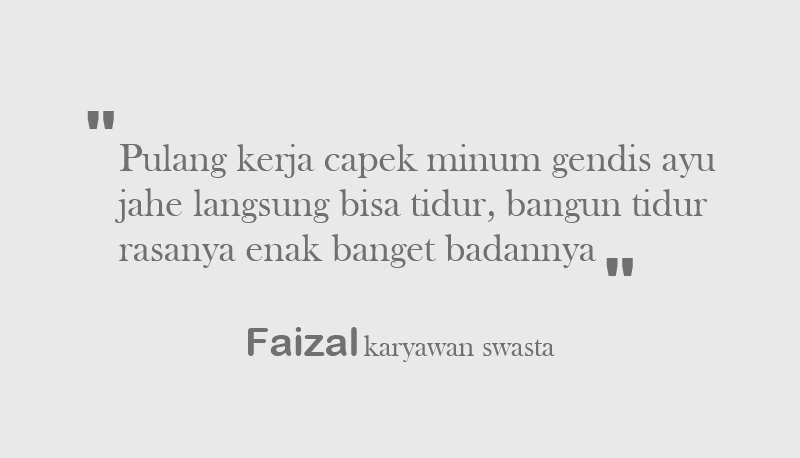 "Pulang kerja capek minum gendis ayu
jahe langsung bisa tidur, bangun tidur
rasanya enak banget badannya"
Faizal karyawan swasta